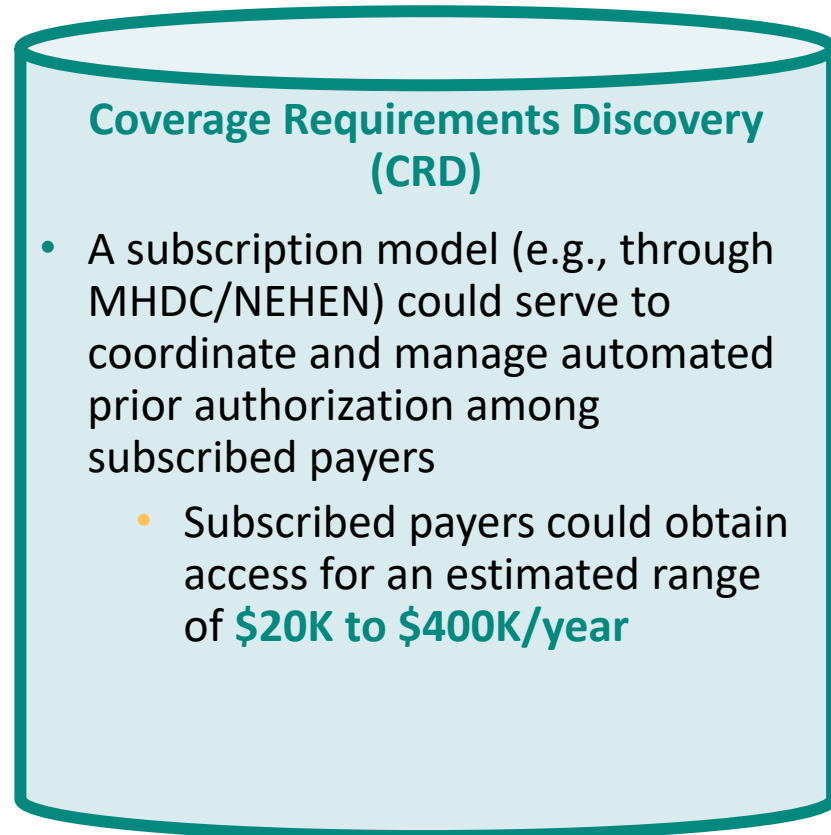 Coverage Requirements Discovery
(CRD)
• A subscription model (e.g., through
MHDC/NEHEN) could serve to
coordinate and manage automated
prior authorization among
subscribed payers
• Subscribed payers could obtain
access for an estimated range
of $20K to $400K/year